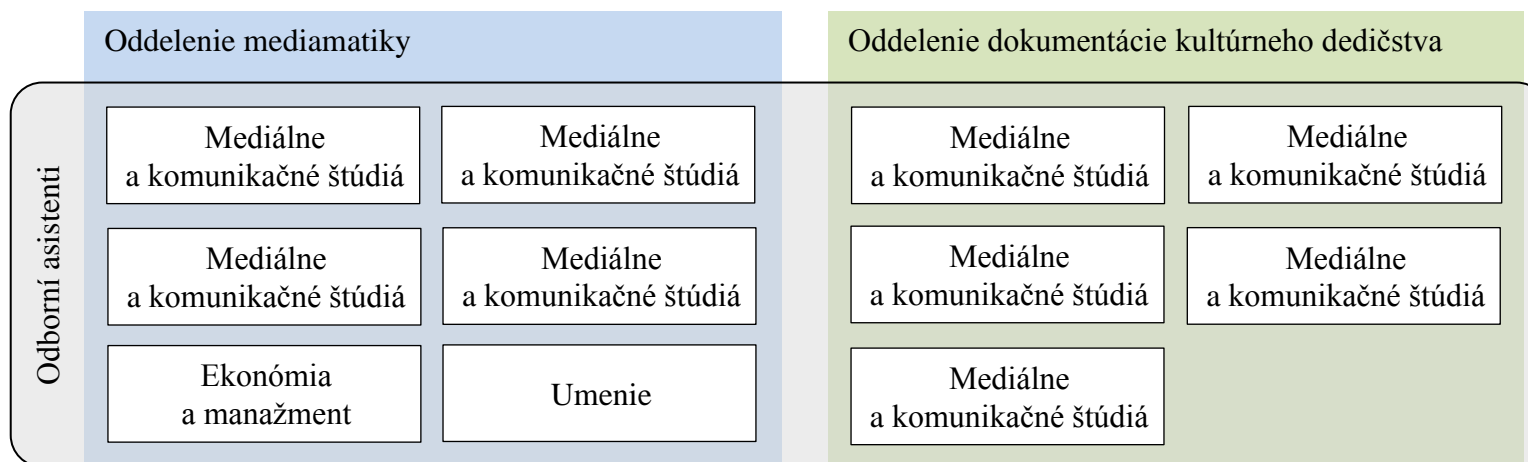 Oddelenie mediamatiky
Oddelenie dokumentácie kultúrneho dedičstva
Odborní asistenti
Mediálne
a komunikačné štúdiá
Mediálne
a komunikačné štúdiá
Mediálne
a komunikačné štúdiá
Mediálne
a komunikačné štúdiá
Ekonómia
a manažment
Umenie
Mediálne
a komunikačné štúdiá
Mediálne
a komunikačné štúdiá
Mediálne
a komunikačné štúdiá
Mediálne
a komunikačné štúdiá
Mediálne
a komunikačné štúdiá